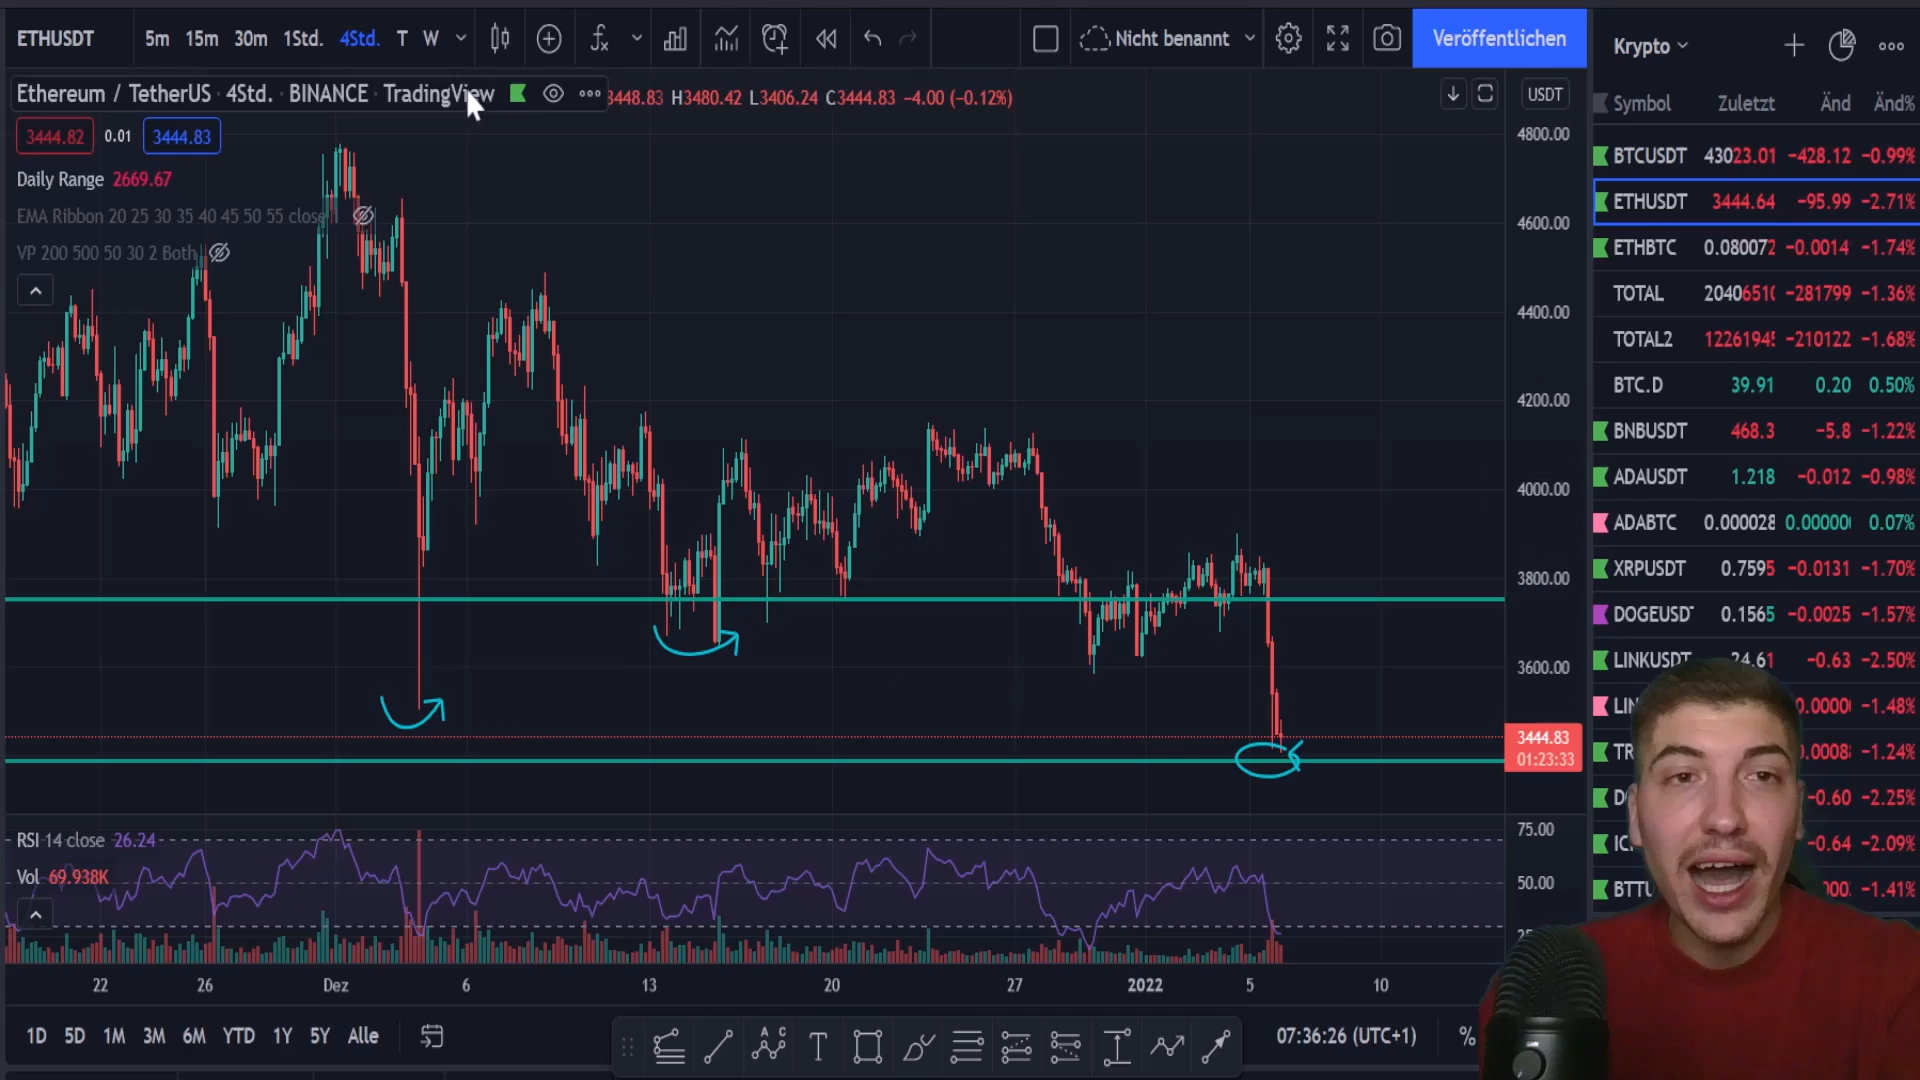 ETHUSDT 5m 15m 30m 1Std. 4Std. T W Nicht benannt Veröffentlichen
Ethereum / TetherUS · 4Std. · BINANCE · TradingView 3448.83 H3480.42 L3406.24 C3444.83 −4.00 (−0.12%) USDT
3444.82 0.01 3444.83
Daily Range 2669.67
EMA Ribbon 20 25 30 35 40 45 50 55 close
VP 200 500 50 30 2 Both
4800.00
4600.00
4400.00
4200.00
4000.00
3800.00
3600.00
3444.83
01:23:33
RSI 14 close 26.24
Vol 69.938K
75.00
50.00
22 26 Dez 6 13 20 27 2022 5 10
1D 5D 1M 3M 6M YTD 1Y 5Y Alle
A C
T
07:36:26 (UTC+1) %
Krypto
Symbol Zuletzt Änd Änd%
BTCUSDT 43023.01 −428.12 −0.99%
ETHUSDT 3444.64 −95.99 −2.71%
ETHBTC 0.080072 −0.0014 −1.74%
TOTAL 20406510 −281799 −1.36%
TOTAL2 12261945 −210122 −1.68%
BTC.D 39.91 0.20 0.50%
BNBUSDT 468.3 −5.8 −1.22%
ADAUSDT 1.218 −0.012 −0.98%
ADABTC 0.000028 0.00000 0.07%
XRPUSDT 0.7595 −0.0131 −1.70%
DOGEUSDT 0.1565 −0.0025 −1.57%
LINKUSDT 24.61 −0.63 −2.50%
LIN 0.0000 −1.48%
TR 0.0008 −1.24%
D −0.60 −2.25%
IC −0.64 −2.09%
BTTU −1.41%